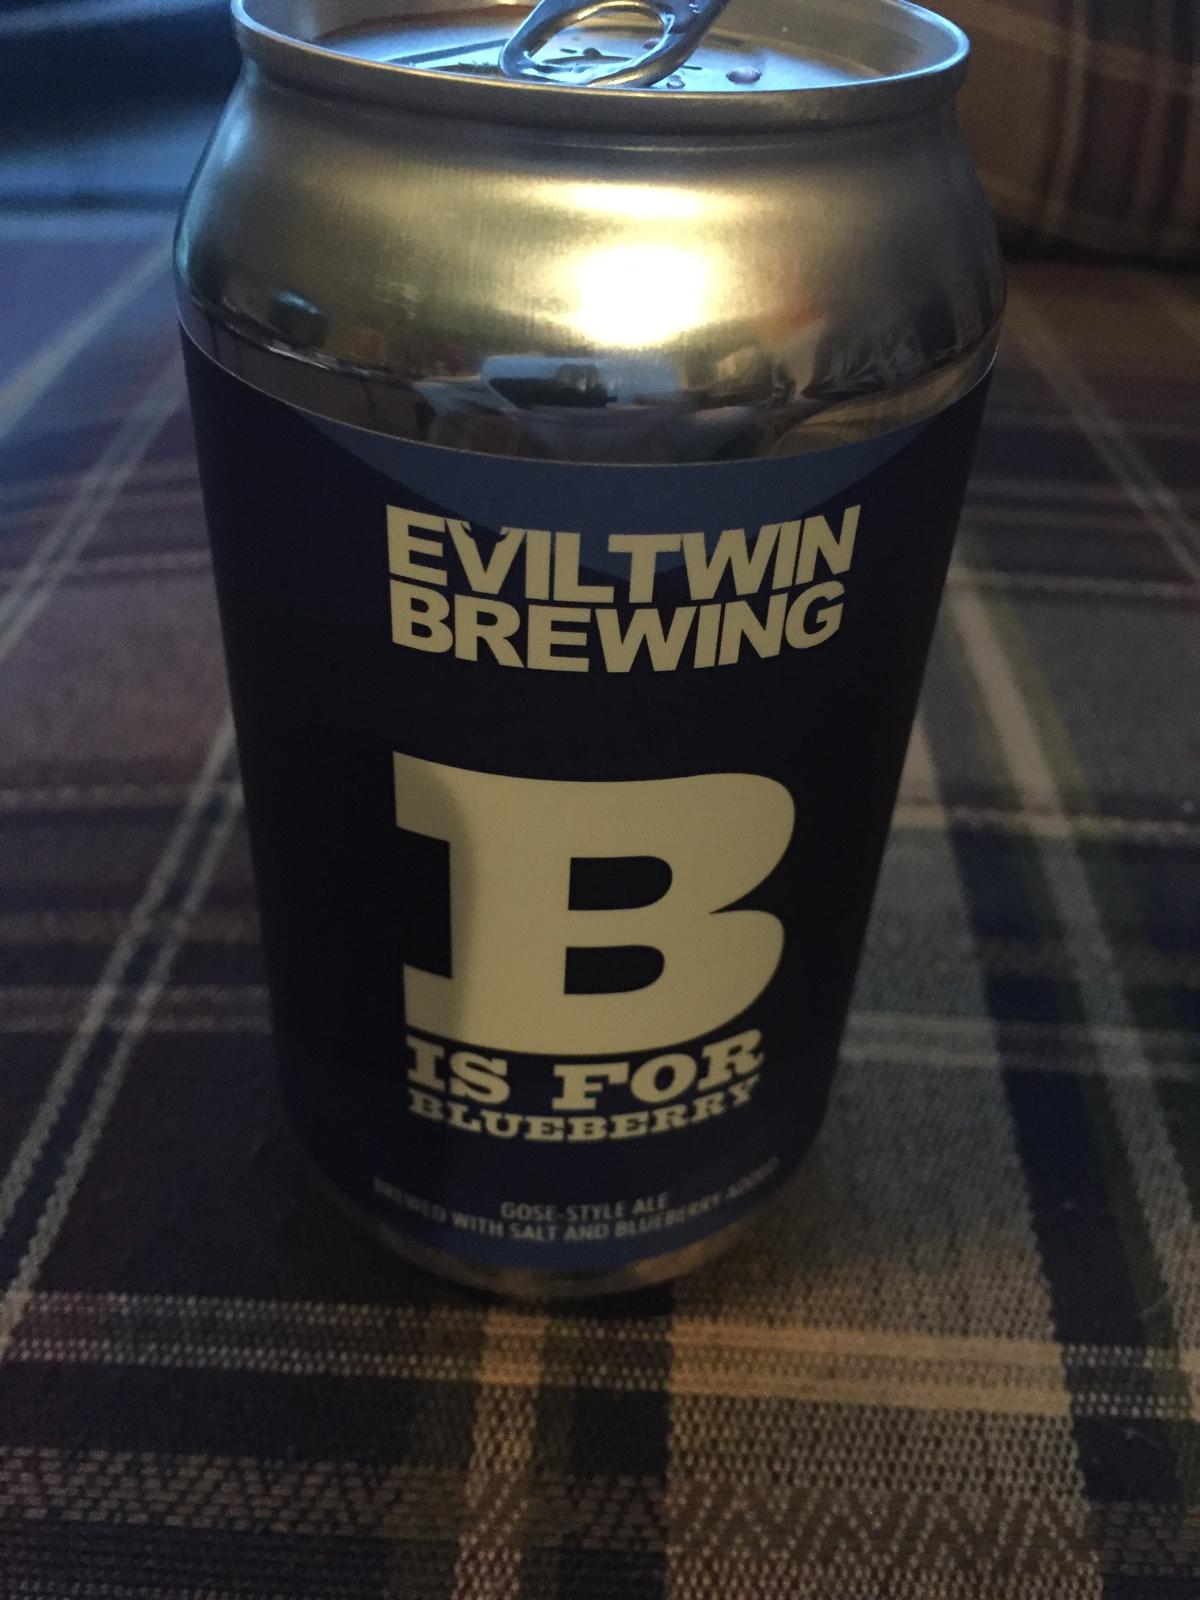 EVILTWIN
BREWING
B
IS FOR
BLUEBERRY
GOSE-STYLE ALE
BREWED WITH SALT AND BLUEBERRY ADDED